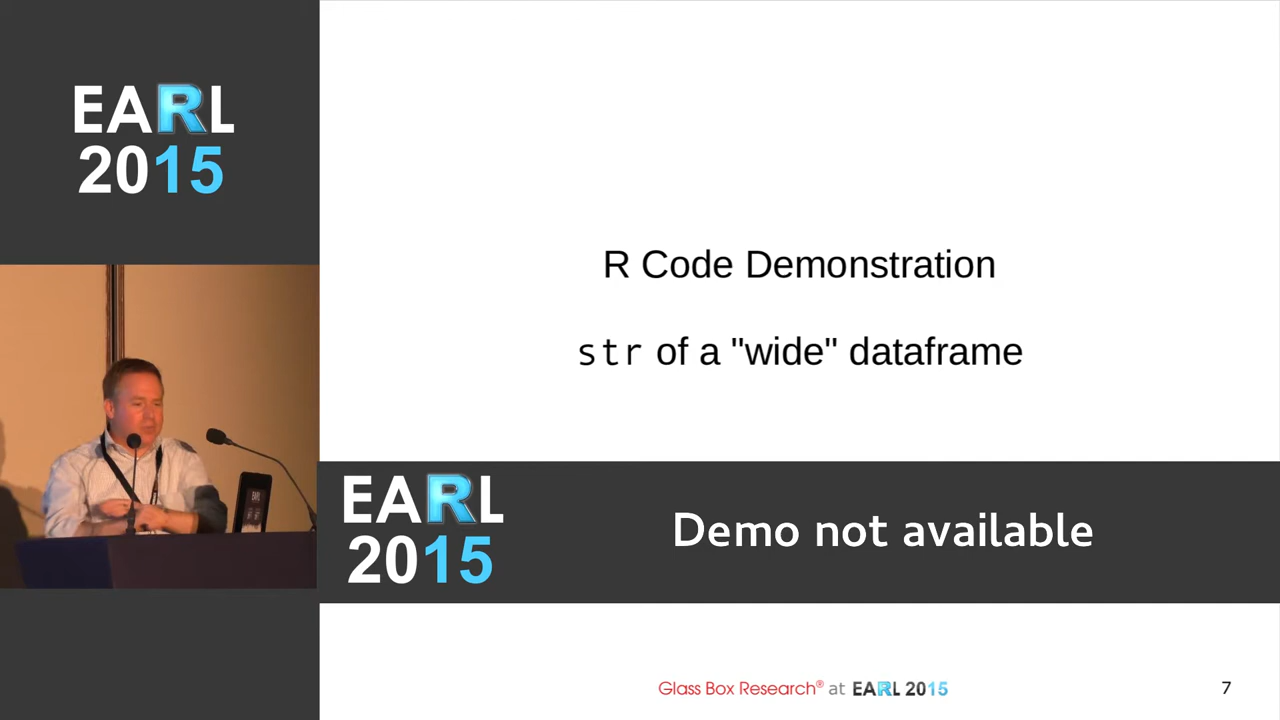 EARL
2015
R Code Demonstration
str of a "wide" dataframe
EARL
2015
Demo not available
Glass Box Research® at EARL 2015
7